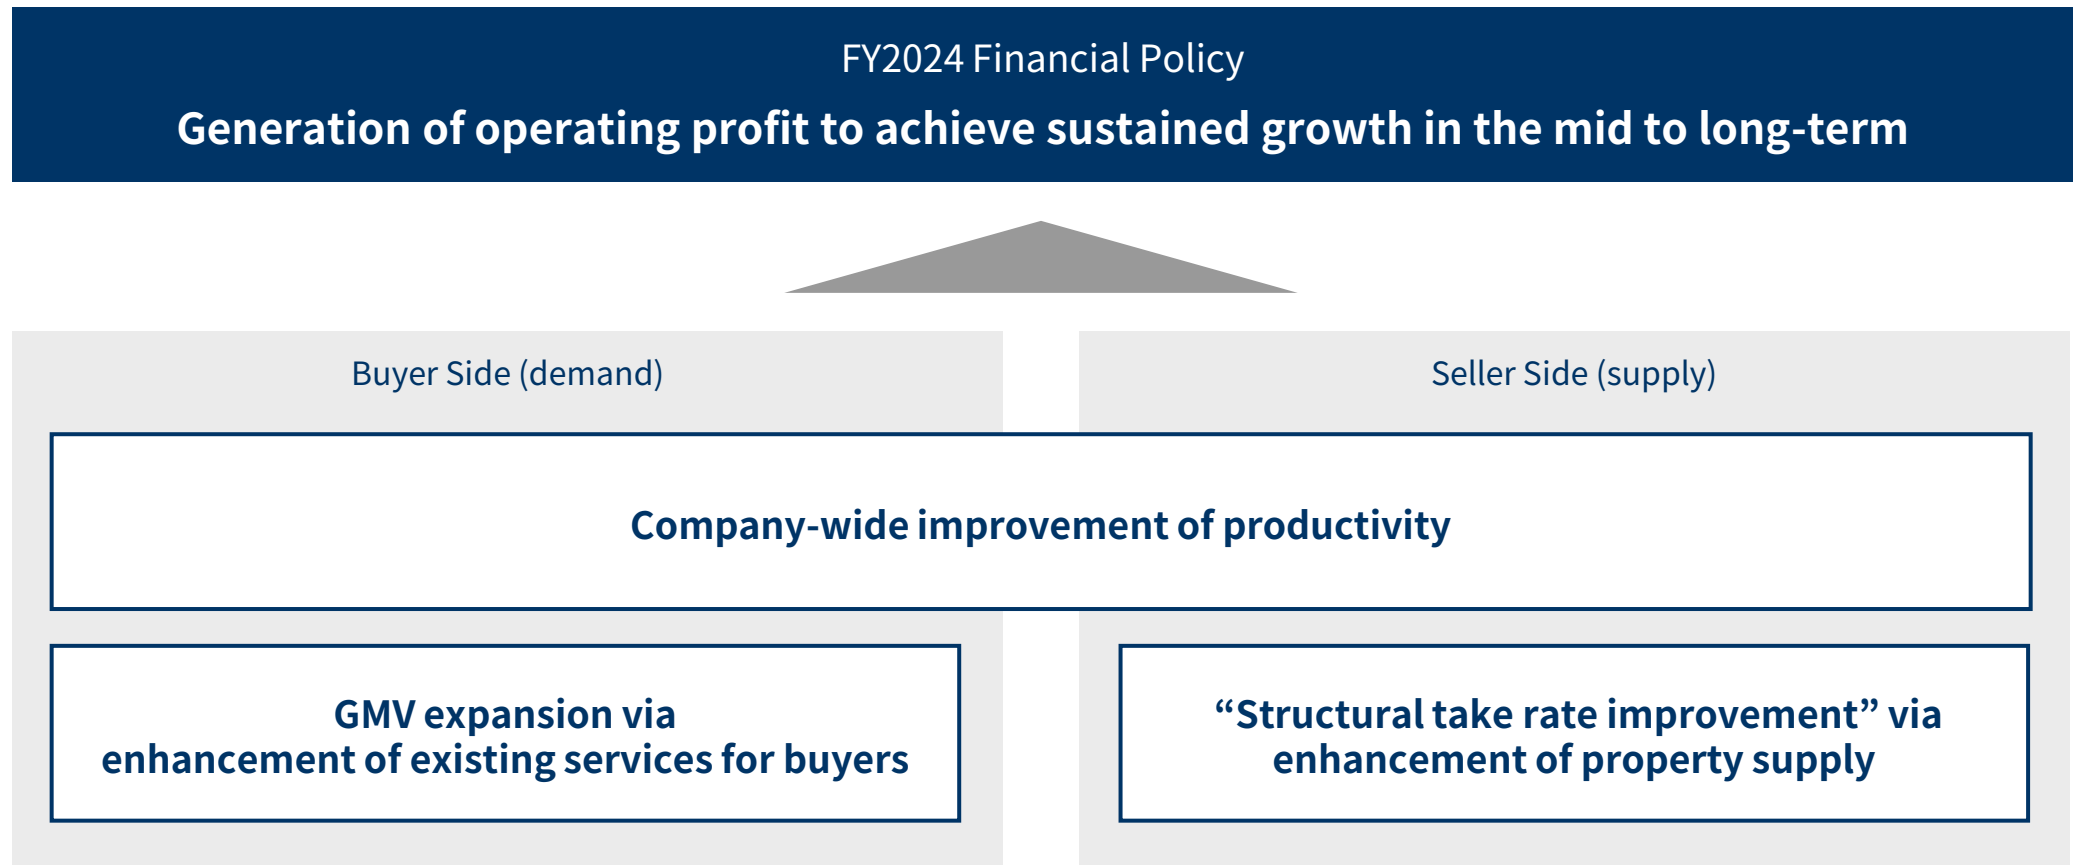 FY2024 Financial Policy
Generation of operating profit to achieve sustained growth in the mid to long-term
Buyer Side (demand)
Seller Side (supply)
Company-wide improvement of productivity
GMV expansion via
enhancement of existing services for buyers
“Structural take rate improvement” via
enhancement of property supply